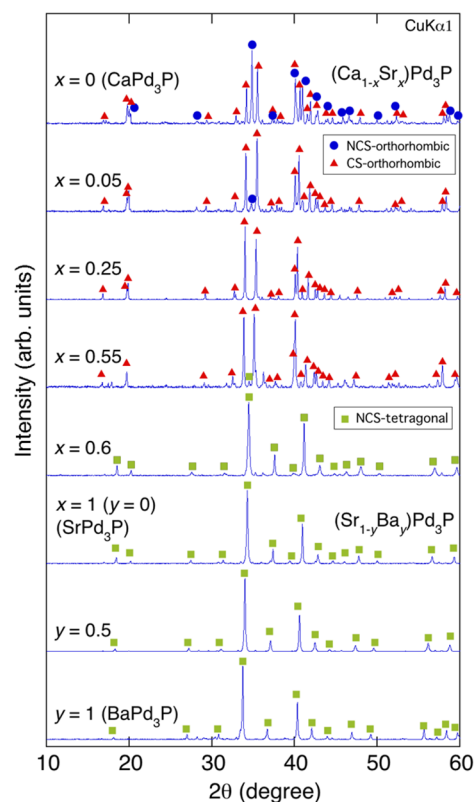 CuKα1
x = 0 (CaPd3P)
(Ca1-xSrx)Pd3P
NCS-orthorhombic
CS-orhorhombic
x = 0.05
x = 0.25
x = 0.55
NCS-tetragonal
x = 0.6
x = 1 (y = 0)
(SrPd3P)
(Sr1-yBay)Pd3P
y = 0.5
y = 1 (BaPd3P)
Intensity (arb. units)
10 20 30 40 50 60
2θ (degree)